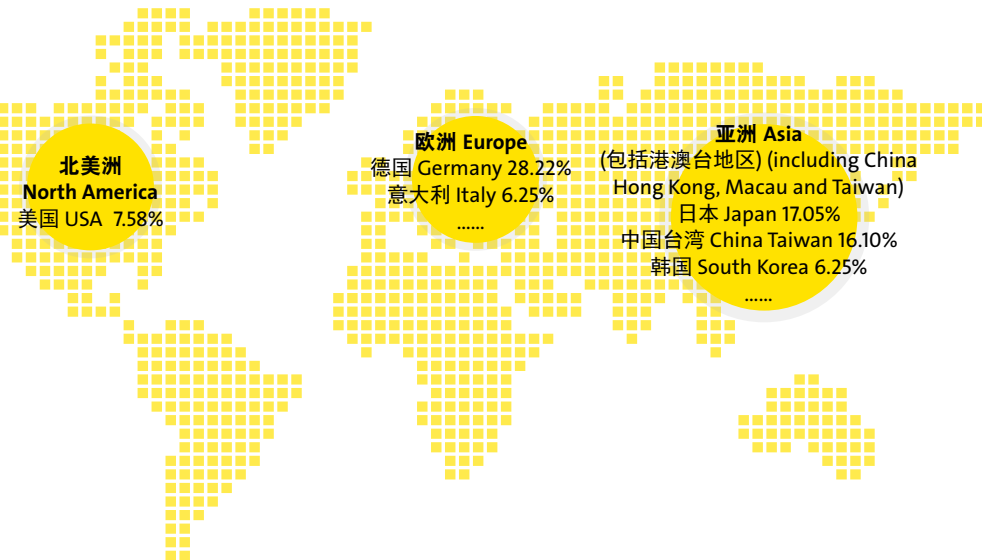 北美洲
North America
美国 USA 7.58%
欧洲 Europe
德国 Germany 28.22%
意大利 Italy 6.25%
......
亚洲 Asia
(包括港澳台地区) (including China
Hong Kong, Macau and Taiwan)
日本 Japan 17.05%
中国台湾 China Taiwan 16.10%
韩国 South Korea 6.25%
......